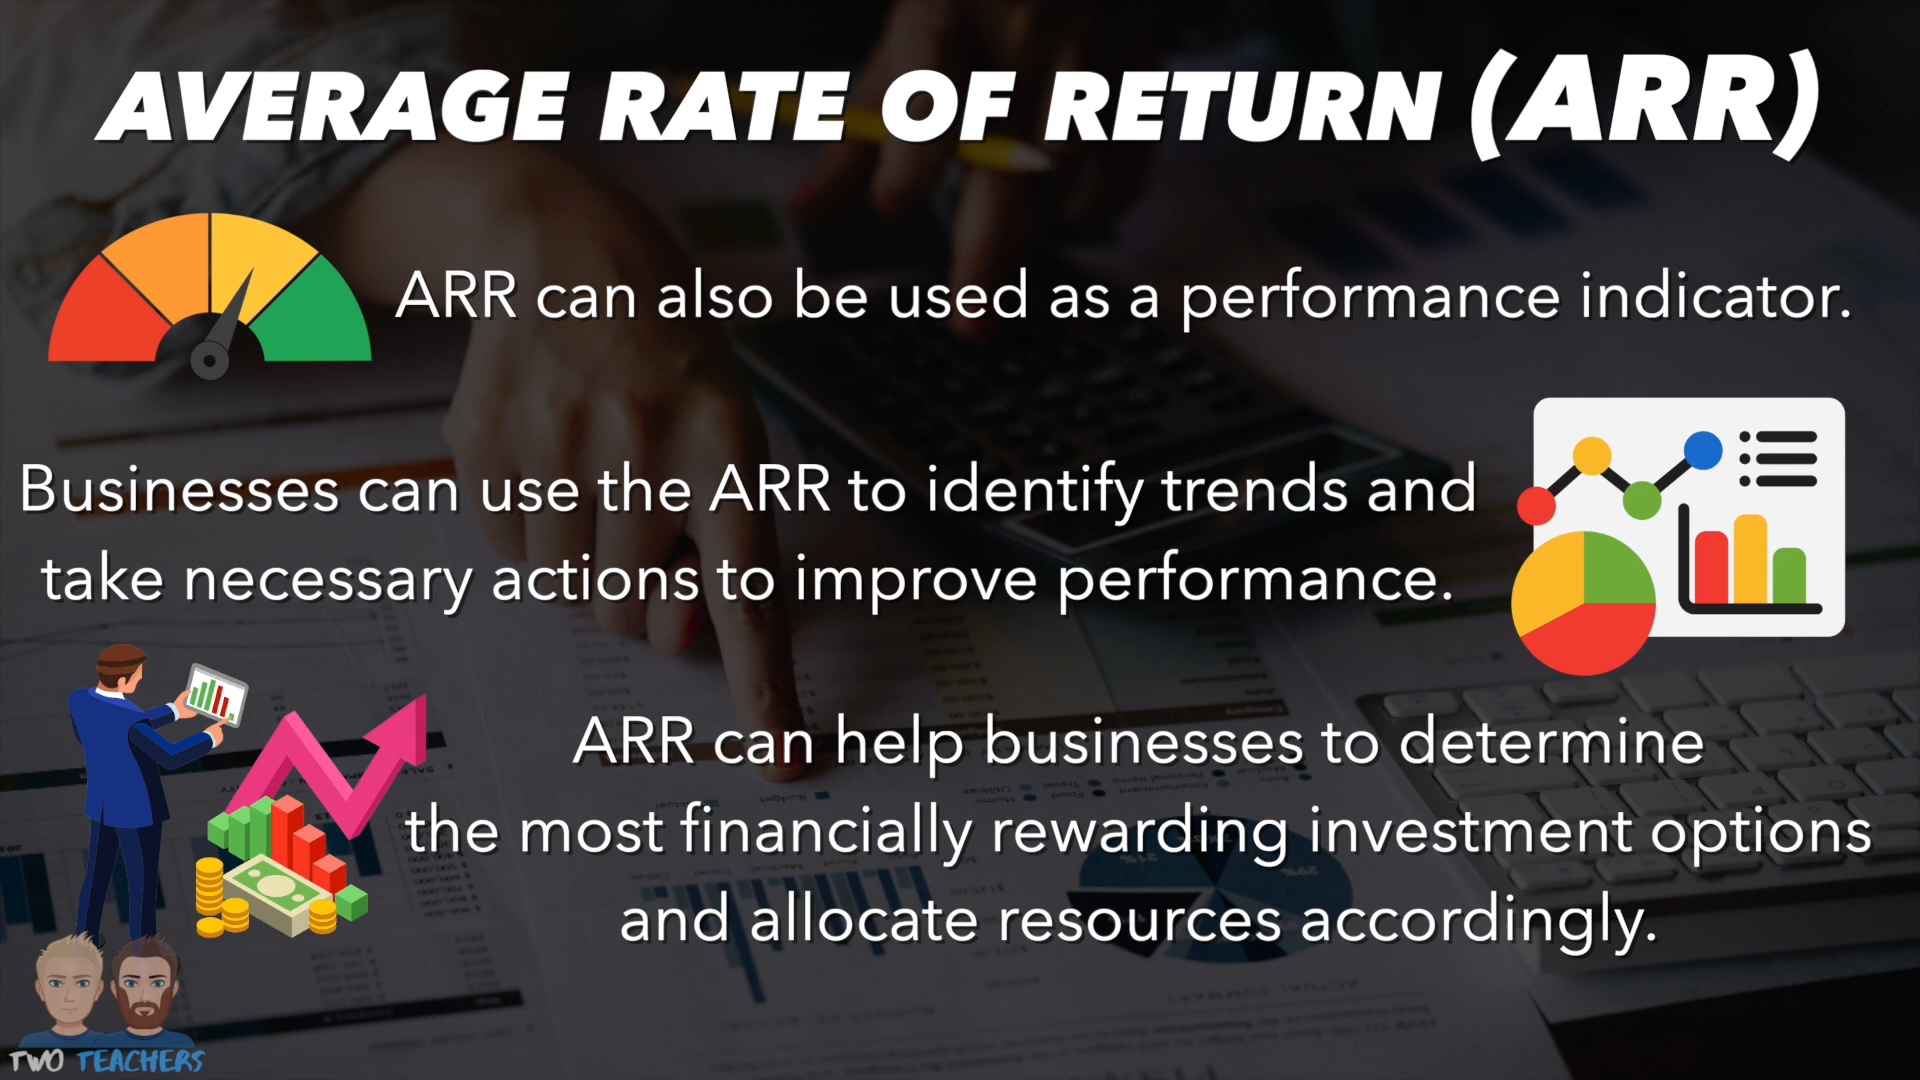 AVERAGE RATE OF RETURN (ARR)
ARR can also be used as a performance indicator.
Businesses can use the ARR to identify trends and
take necessary actions to improve performance.
ARR can help businesses to determine
the most financially rewarding investment options
and allocate resources accordingly.
TWO TEACHERS